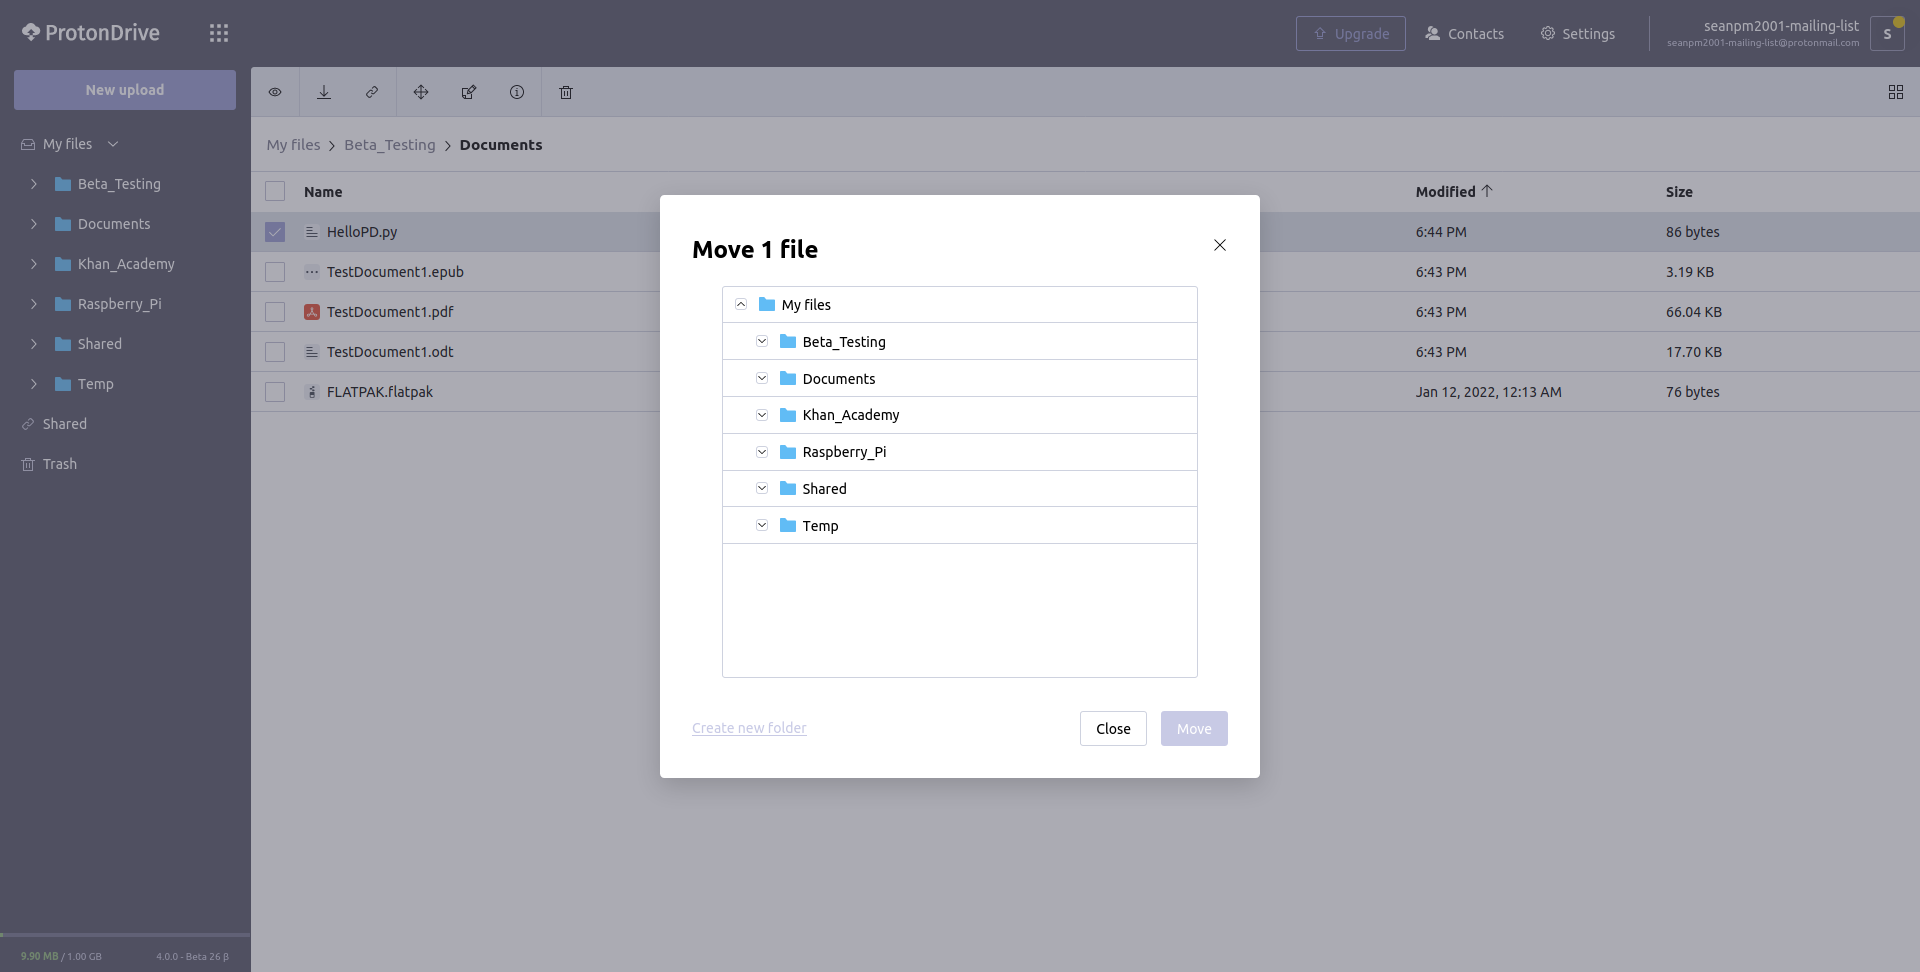 ProtonDrive
Upgrade
Contacts
Settings
seanpm2001-mailing-list
seanpm2001-mailing-list@protonmail.com
S
New upload
My files
Beta_Testing
Documents
Khan_Academy
Raspberry_Pi
Shared
Temp
Shared
Trash
9.90 MB / 1.00 GB
4.0.0 - Beta 26 β
My files > Beta_Testing > Documents
Name Modified Size
HelloPD.py 6:44 PM 86 bytes
TestDocument1.epub 6:43 PM 3.19 KB
TestDocument1.pdf 6:43 PM 66.04 KB
TestDocument1.odt 6:43 PM 17.70 KB
FLATPAK.flatpak Jan 12, 2022, 12:13 AM 76 bytes
Move 1 file
My files
Beta_Testing
Documents
Khan_Academy
Raspberry_Pi
Shared
Temp
Create new folder
Close
Move